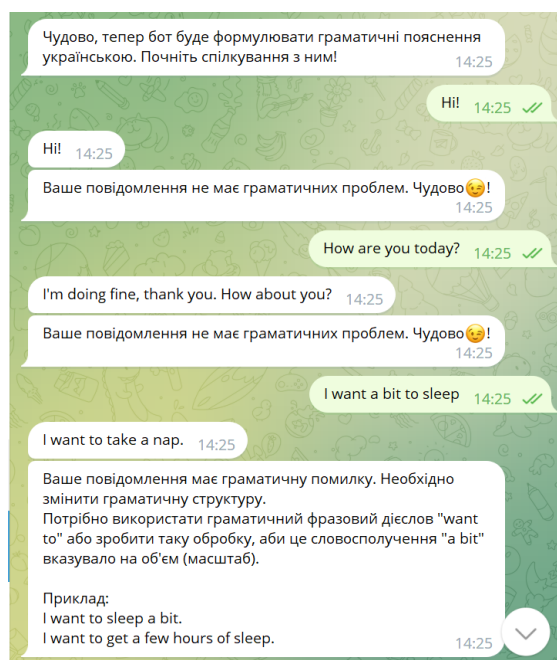 Чудово, тепер бот буде формулювати граматичні пояснення
українською. Почніть спілкування з ним!
14:25
Hi! 14:25
Hi! 14:25
Ваше повідомлення не має граматичних проблем. Чудово😉!
14:25
How are you today? 14:25
I'm doing fine, thank you. How about you? 14:25
Ваше повідомлення не має граматичних проблем. Чудово😉!
14:25
I want a bit to sleep 14:25
I want to take a nap. 14:25
Ваше повідомлення має граматичну помилку. Необхідно
змінити граматичну структуру.
Потрібно використати граматичний фразовий дієслов "want
to" або зробити таку обробку, аби це словосполучення "a bit"
вказувало на об'єм (масштаб).
Приклад:
I want to sleep a bit.
I want to get a few hours of sleep. 14:25